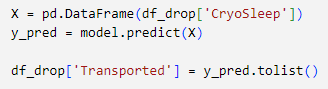 X = pd.DataFrame(df_drop['CryoSleep'])
y_pred = model.predict(X)
df_drop['Transported'] = y_pred.tolist()